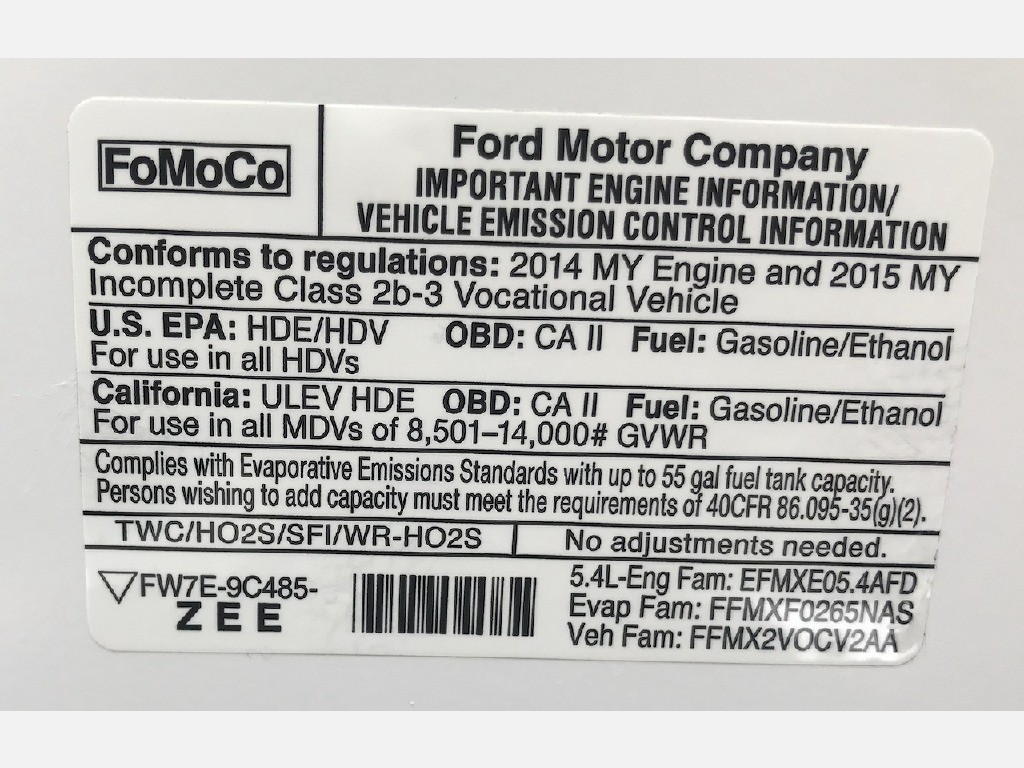 FoMoCo
Ford Motor Company
IMPORTANT ENGINE INFORMATION/
VEHICLE EMISSION CONTROL INFORMATION
Conforms to regulations: 2014 MY Engine and 2015 MY
Incomplete Class 2b-3 Vocational Vehicle
U.S. EPA: HDE/HDV OBD: CA II Fuel: Gasoline/Ethanol
For use in all HDVs
California: ULEV HDE OBD: CA II Fuel: Gasoline/Ethanol
For use in all MDVs of 8,501–14,000# GVWR
Complies with Evaporative Emissions Standards with up to 55 gal fuel tank capacity.
Persons wishing to add capacity must meet the requirements of 40CFR 86.095-35(g)(2).
TWC/HO2S/SFI/WR-HO2S No adjustments needed.
FW7E-9C485-
ZEE
5.4L-Eng Fam: EFMXE05.4AFD
Evap Fam: FFMXF0265NAS
Veh Fam: FFMX2VOCV2AA